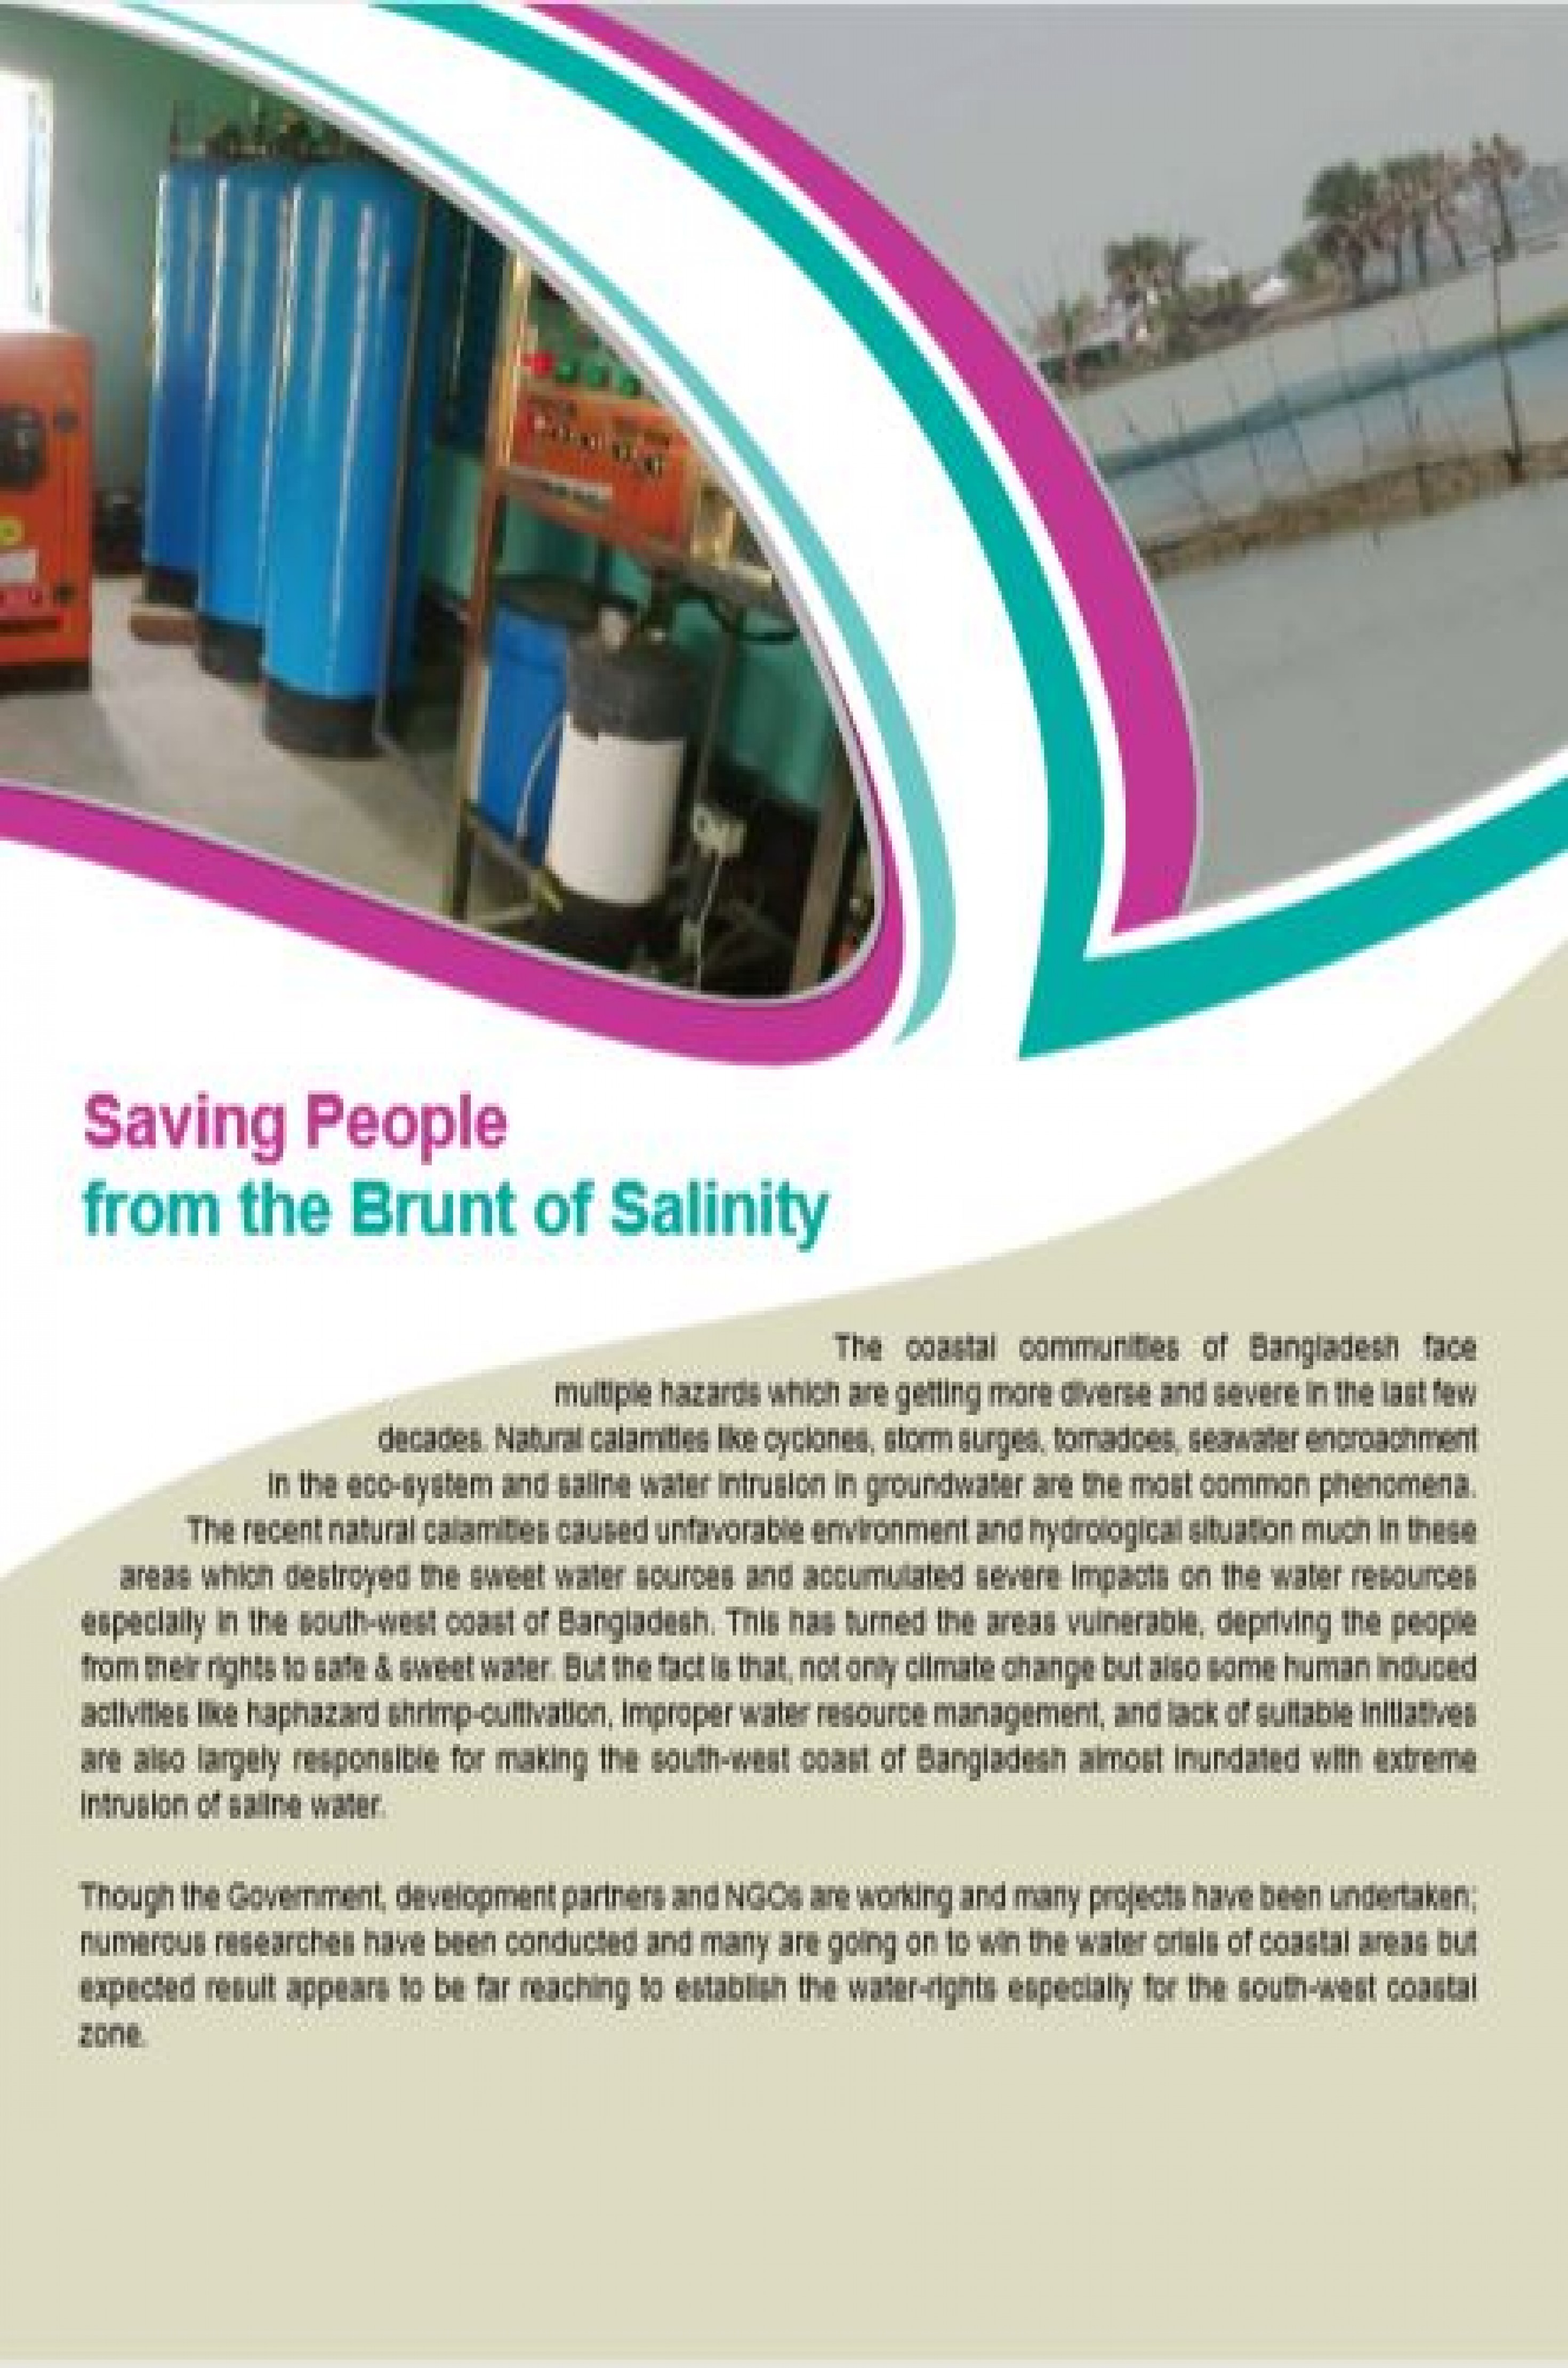 Saving People
from the Brunt of Salinity
The coastal communities of Bangladesh face
multiple hazards which are getting more diverse and severe in the last few
decades. Natural calamities like cyclones, storm surges, tornadoes, seawater encroachment
in the eco-system and saline water intrusion in groundwater are the most common phenomena.
The recent natural calamities caused unfavorable environment and hydrological situation much in these
areas which destroyed the sweet water sources and accumulated severe impacts on the water resources
especially in the south-west coast of Bangladesh. This has turned the areas vulnerable, depriving the people
from their rights to safe & sweet water. But the fact is that, not only climate change but also some human induced
activities like haphazard shrimp-cultivation, improper water resource management, and lack of suitable initiatives
are also largely responsible for making the south-west coast of Bangladesh almost inundated with extreme
intrusion of saline water.
Though the Government, development partners and NGOs are working and many projects have been undertaken;
numerous researches have been conducted and many are going on to win the water crisis of coastal areas but
expected result appears to be far reaching to establish the water-rights especially for the south-west coastal
zone.